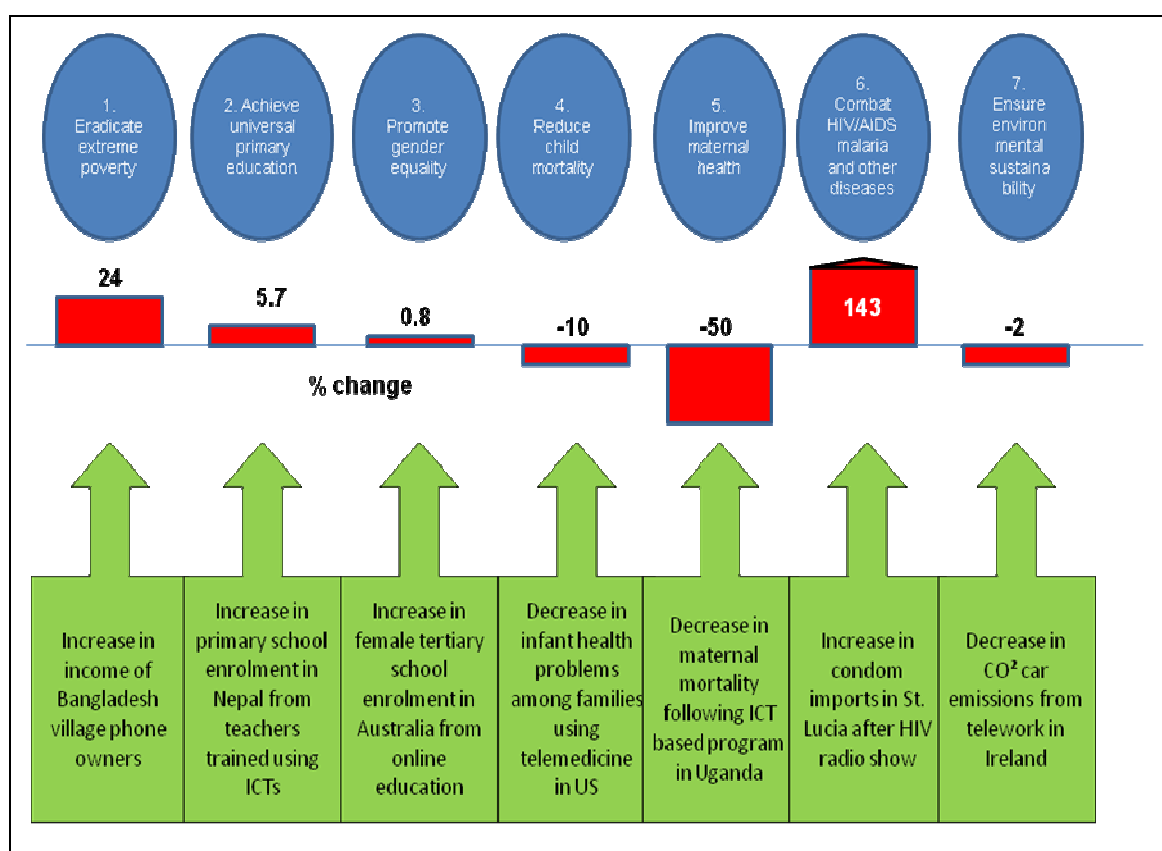 1.
Eradicate
extreme
poverty
2. Achieve
universal
primary
education
3.
Promote
gender
equality
4.
Reduce
child
mortality
5.
Improve
maternal
health
6.
Combat
HIV/AIDS
malaria
and other
diseases
7.
Ensure
environ
mental
sustaina
bility
24
5.7
0.8
-10
-50
143
-2
% change
Increase in
income of
Bangladesh
village phone
owners
Increase in
primary school
enrolment in
Nepal from
teachers
trained using
ICTs
Increase in
female tertiary
school
enrolment in
Australia from
online
education
Decrease in
infant health
problems
among families
using
telemedicine
in US
Decrease in
maternal
mortality
following ICT
based program
in Uganda
Increase in
condom
imports in St.
Lucia after HIV
radio show
Decrease in
CO² car
emissions from
telework in
Ireland